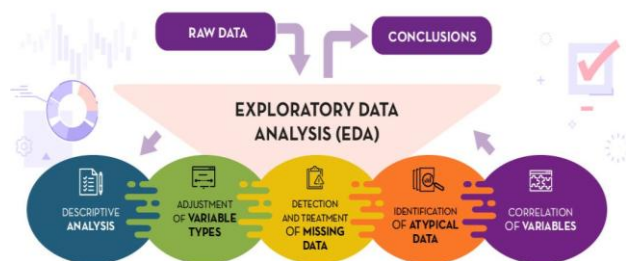 RAW DATA
CONCLUSIONS
EXPLORATORY DATA
ANALYSIS (EDA)
DESCRIPTIVE
ANALYSIS
ADJUSTMENT
OF VARIABLE
TYPES
DETECTION
AND TREATMENT
OF MISSING
DATA
IDENTIFICATION
OF ATYPICAL
DATA
CORRELATION
OF VARIABLES